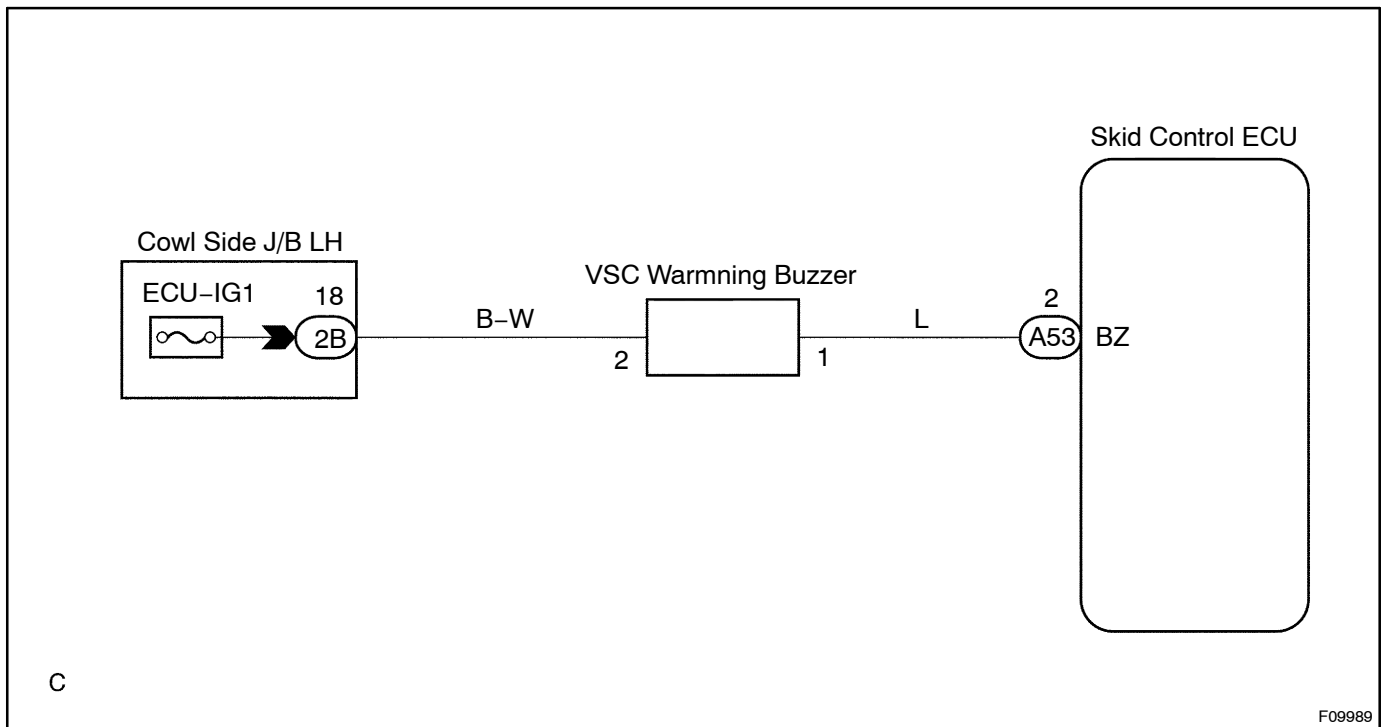 Skid Control ECU
Cowl Side J/B LH
VSC Warmning Buzzer
ECU−IG1
18
2B
B−W
2
1
L
2
A53
BZ
C
F09989